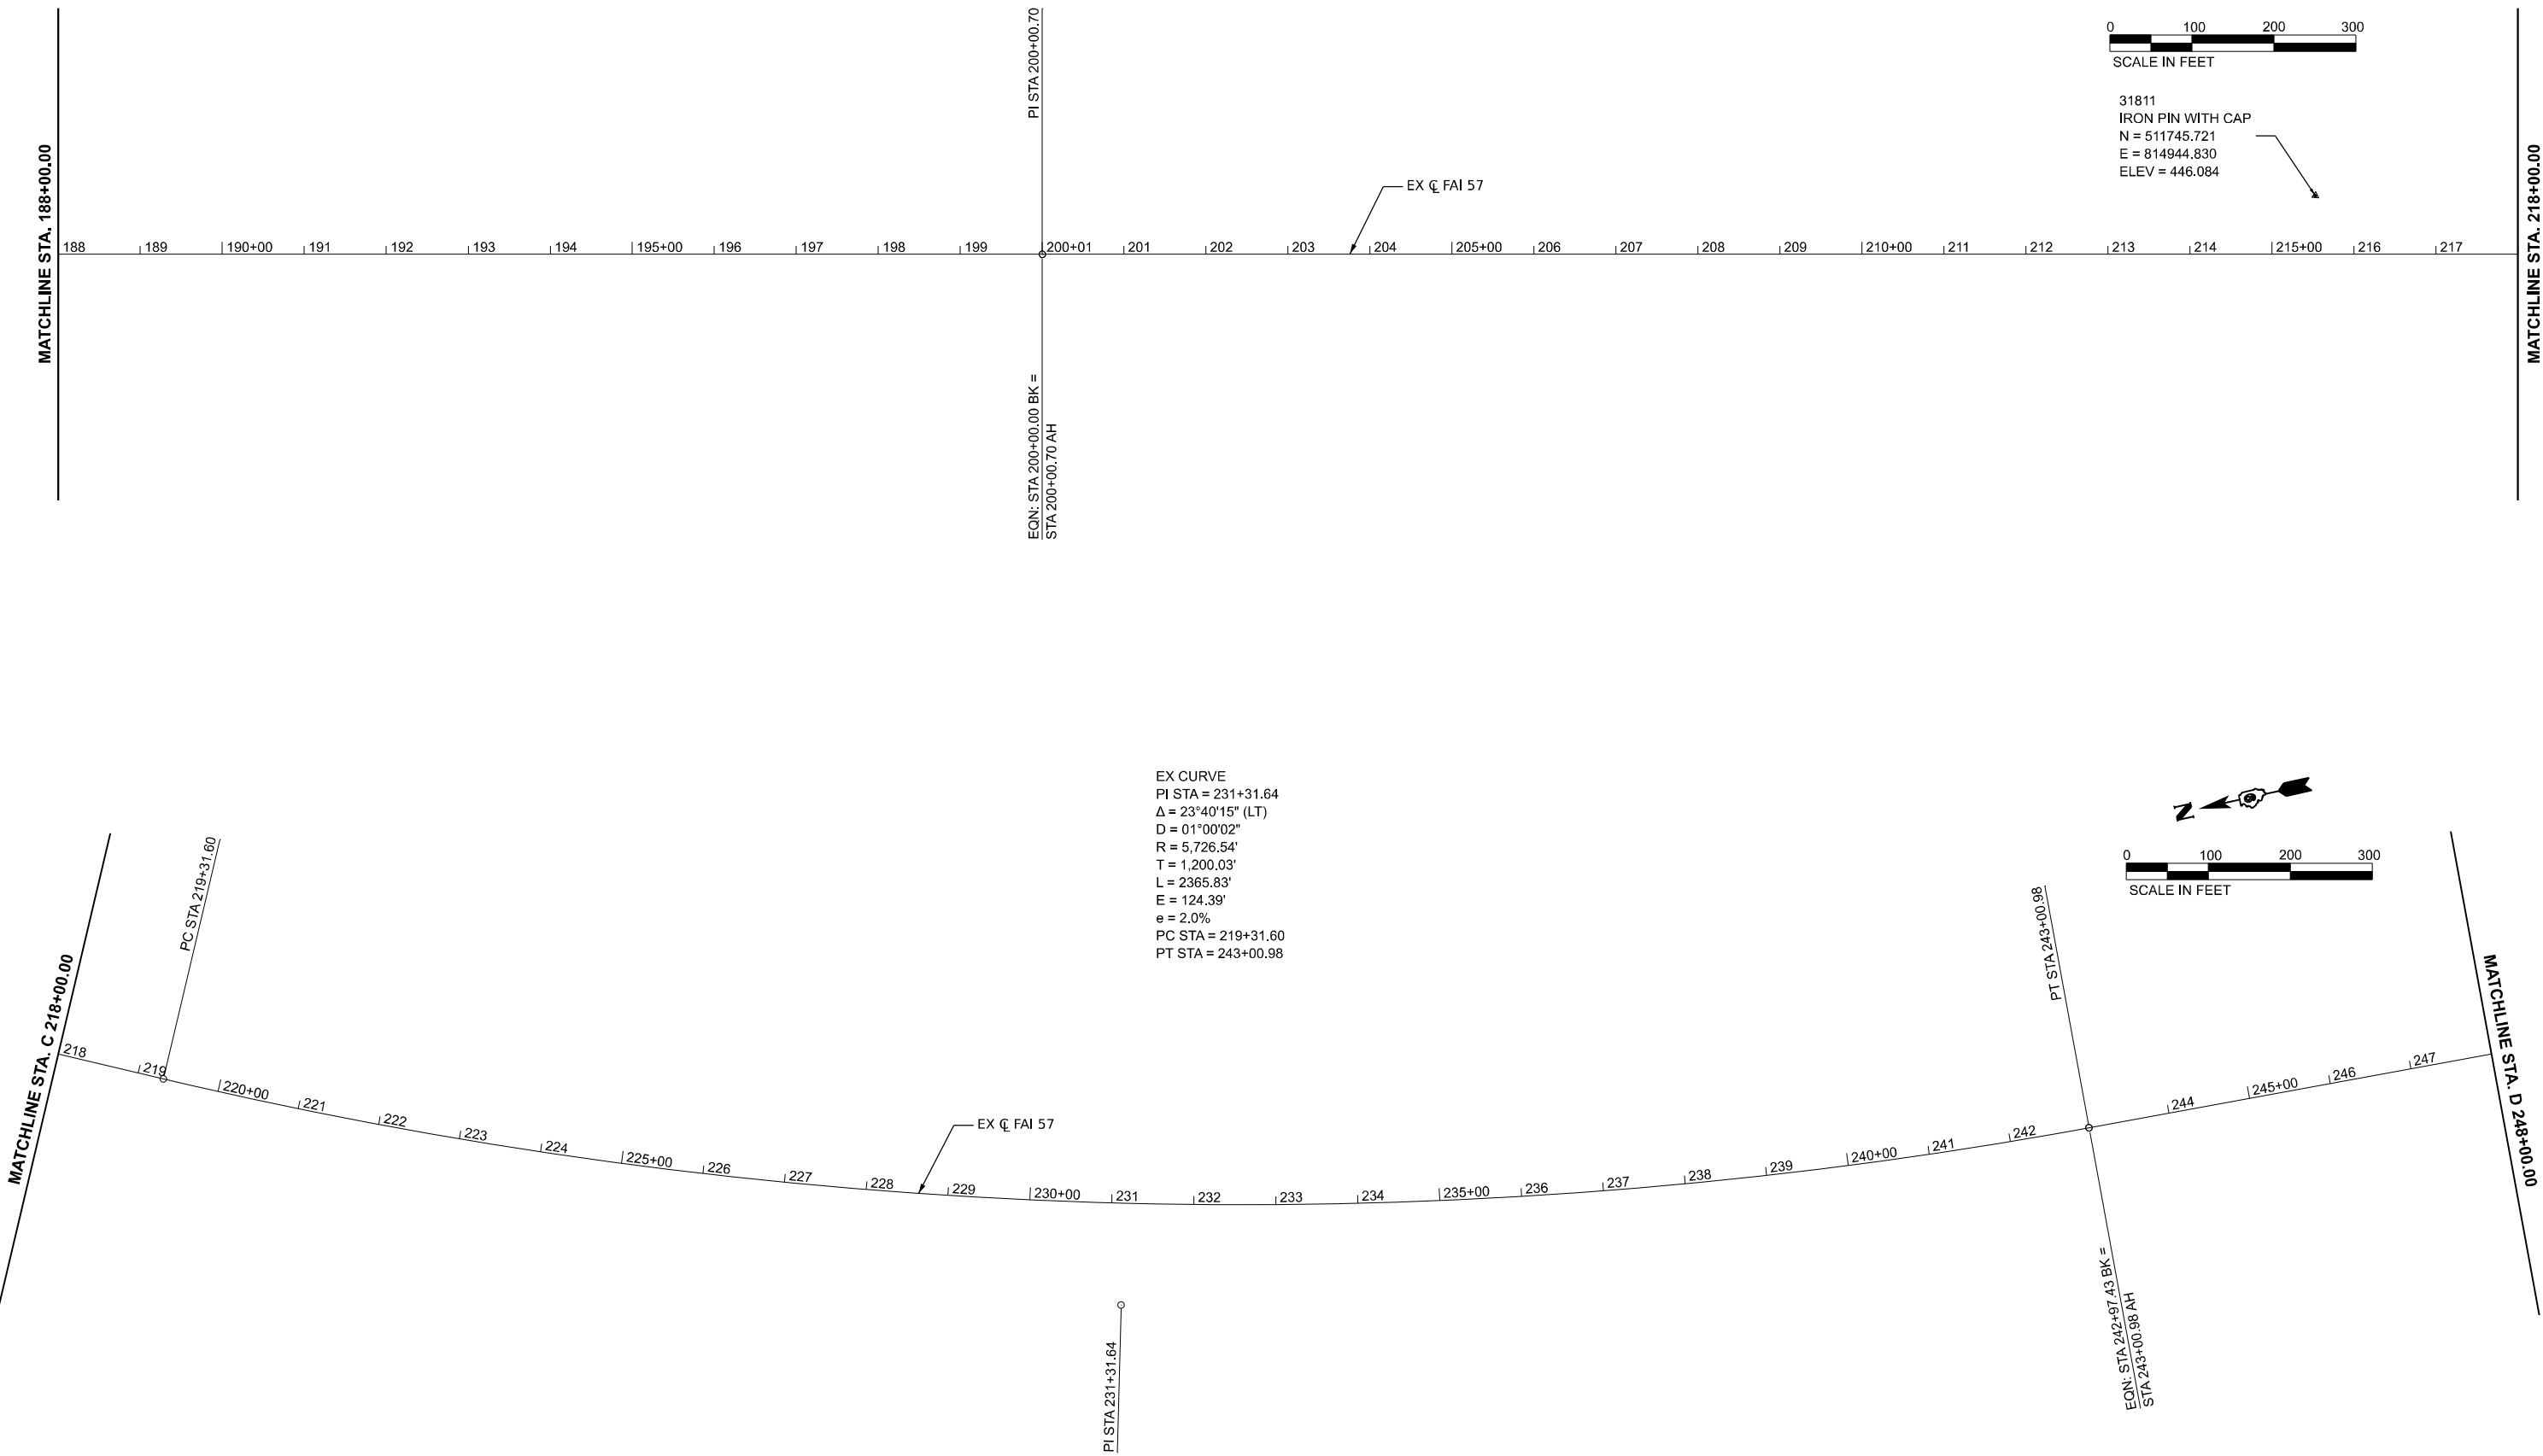 MATCHLINE STA. 188+00.00
PI STA 200+00.70
0 100 200 300
SCALE IN FEET
31811
IRON PIN WITH CAP
N = 511745.721
E = 814944.830
ELEV = 446.084
MATCHLINE STA. 218+00.00
EX ℄ FAI 57
188 189 190+00 191 192 193 194 195+00 196 197 198 199 200+01 201 202 203 204 205+00 206 207 208 209 210+00 211 212 213 214 215+00 216 217
EQN: STA 200+00.00 BK =
STA 200+00.70 AH
EX CURVE
PI STA = 231+31.64
Δ = 23°40'15" (LT)
D = 01°00'02"
R = 5,726.54'
T = 1,200.03'
L = 2365.83'
E = 124.39'
e = 2.0%
PC STA = 219+31.60
PT STA = 243+00.98
N
0 100 200 300
SCALE IN FEET
MATCHLINE STA. C 218+00.00
PC STA 219+31.60
PT STA 243+00.98
MATCHLINE STA. D 248+00.00
218 219 220+00 221 222 223 224 225+00 226 227 228 229 230+00 231 232 233 234 235+00 236 237 238 239 240+00 241 242 244 245+00 246 247
EX ℄ FAI 57
PI STA 231+31.64
EQN: STA 242+97.43 BK =
STA 243+00.98 AH